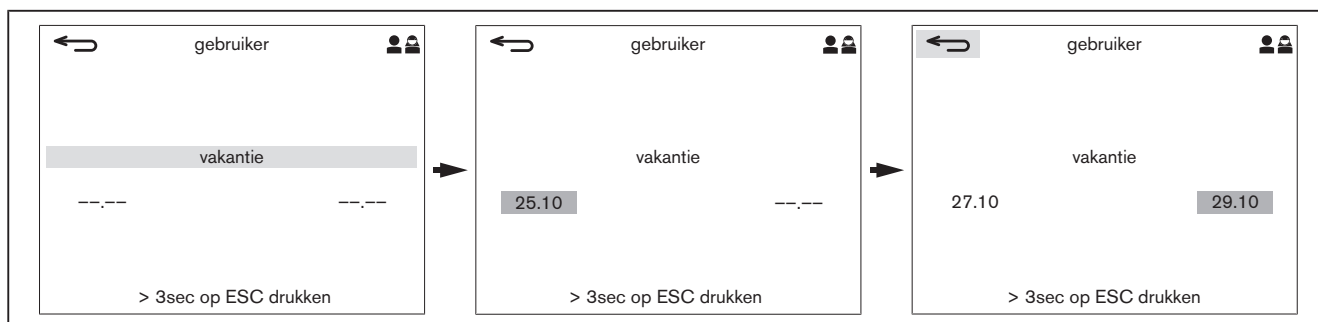 gebruiker
vakantie
--.-- --.--
> 3sec op ESC drukken
gebruiker
vakantie
25.10 --.--
> 3sec op ESC drukken
gebruiker
vakantie
27.10 29.10
> 3sec op ESC drukken